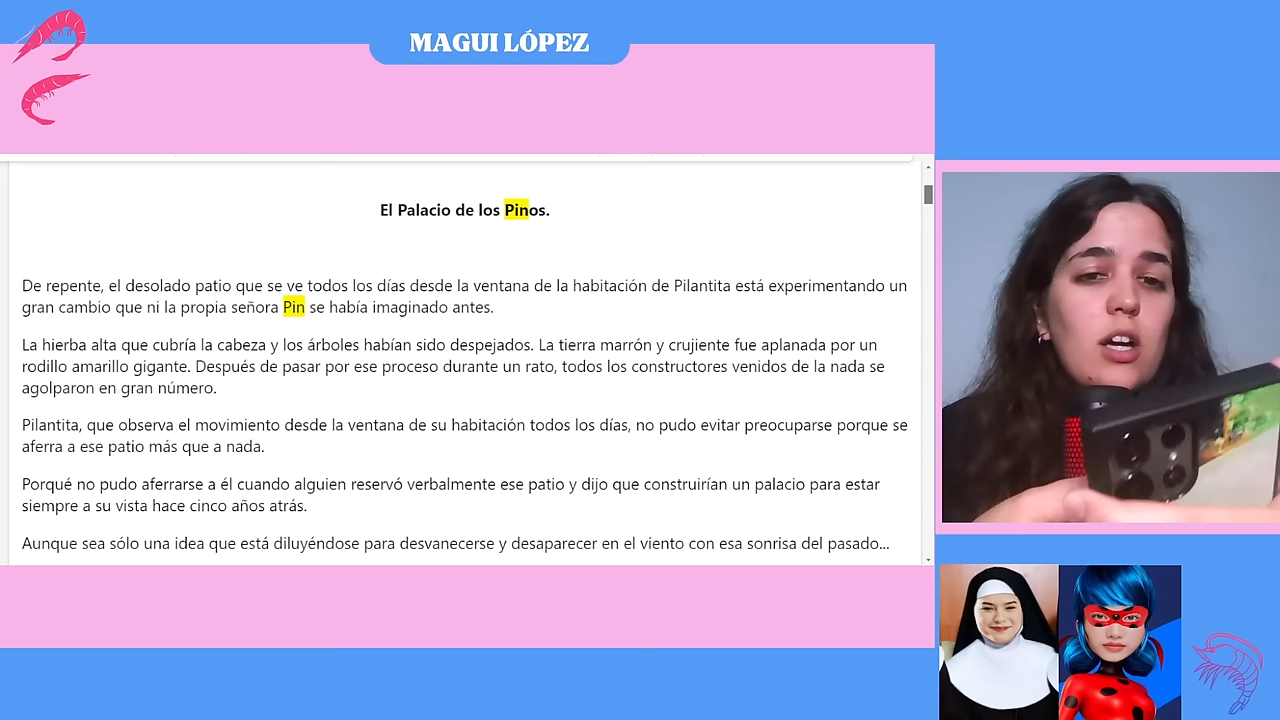 MAGUI LÓPEZ
El Palacio de los Pinos.
De repente, el desolado patio que se ve todos los días desde la ventana de la habitación de Pilantita está experimentando un
gran cambio que ni la propia señora Pin se había imaginado antes.
La hierba alta que cubría la cabeza y los árboles habían sido despejados. La tierra marrón y crujiente fue aplanada por un
rodillo amarillo gigante. Después de pasar por ese proceso durante un rato, todos los constructores venidos de la nada se
agolparon en gran número.
Pilantita, que observa el movimiento desde la ventana de su habitación todos los días, no pudo evitar preocuparse porque se
aferra a ese patio más que a nada.
Porqué no pudo aferrarse a él cuando alguien reservó verbalmente ese patio y dijo que construirían un palacio para estar
siempre a su vista hace cinco años atrás.
Aunque sea sólo una idea que está diluyéndose para desvanecerse y desaparecer en el viento con esa sonrisa del pasado...